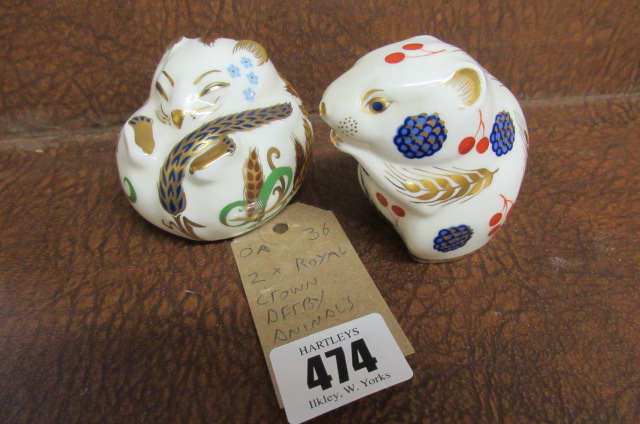 OA 36
2 x ROYAL
CROWN
DERBY
ANIMALS
HARTLEYS
474
Ilkley, W. Yorks